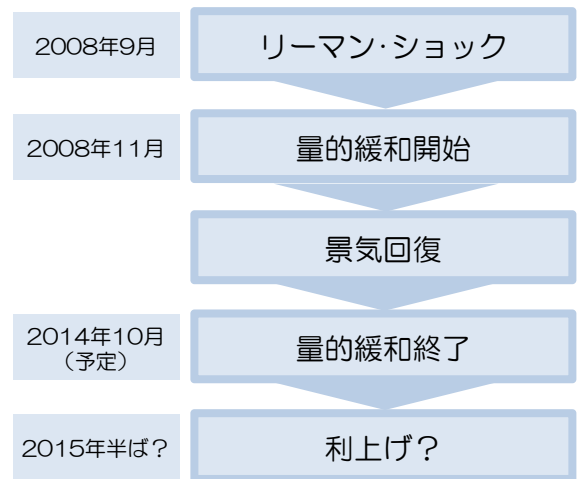 2008年9月
リーマン・ショック
2008年11月
量的緩和開始
景気回復
2014年10月
（予定）
量的緩和終了
2015年半ば？
利上げ？